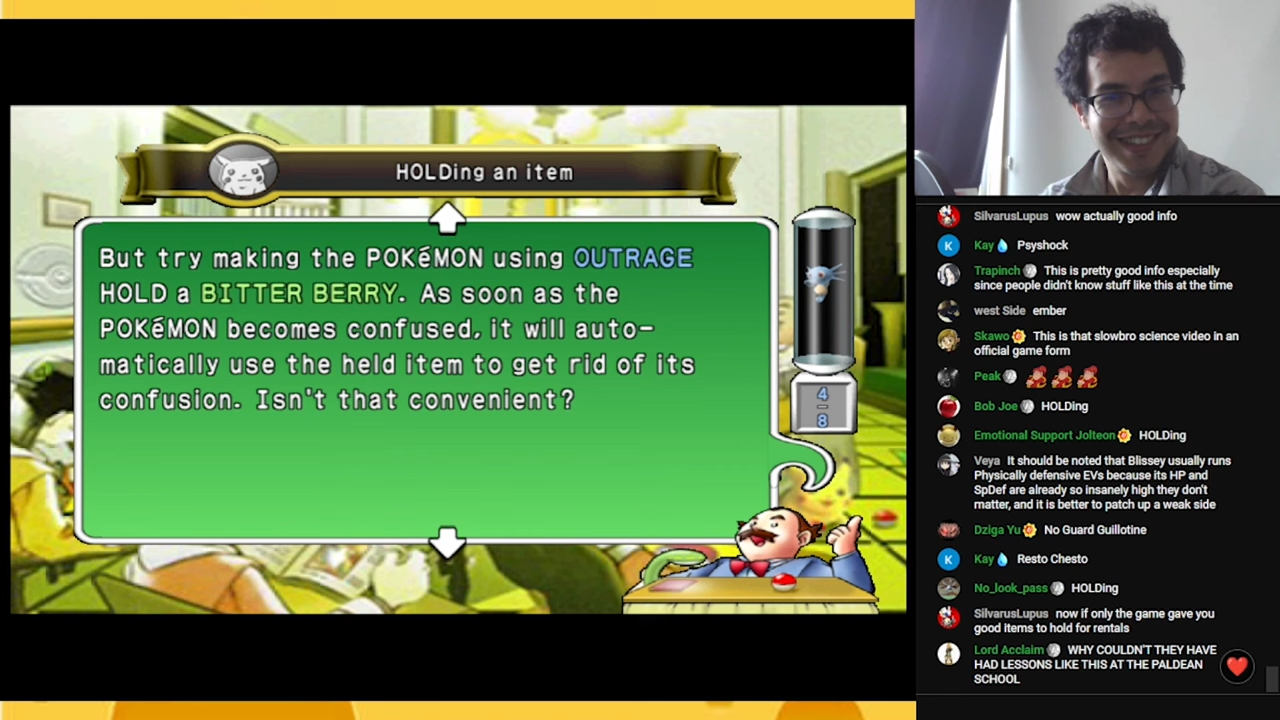 HOLDing an item
But try making the POKéMON using OUTRAGE
HOLD a BITTER BERRY. As soon as the
POKéMON becomes confused, it will auto-
matically use the held item to get rid of its
confusion. Isn't that convenient?
4
8
SilvarusLupus wow actually good info
K
Kay Psyshock
Trapinch This is pretty good info especially
since people didn't know stuff like this at the time
west Side ember
Skawo This is that slowbro science video in an
official game form
Peak
Bob Joe HOLDing
Emotional Support Jolteon HOLDing
Veya It should be noted that Blissey usually runs
Physically defensive EVs because its HP and
SpDef are already so insanely high they don't
matter, and it is better to patch up a weak side
Dziga Yu No Guard Guillotine
K
Kay Resto Chesto
No_look_pass HOLDing
SilvarusLupus now if only the game gave you
good items to hold for rentals
Lord Acclaim WHY COULDN'T THEY HAVE
HAD LESSONS LIKE THIS AT THE PALDEAN
SCHOOL